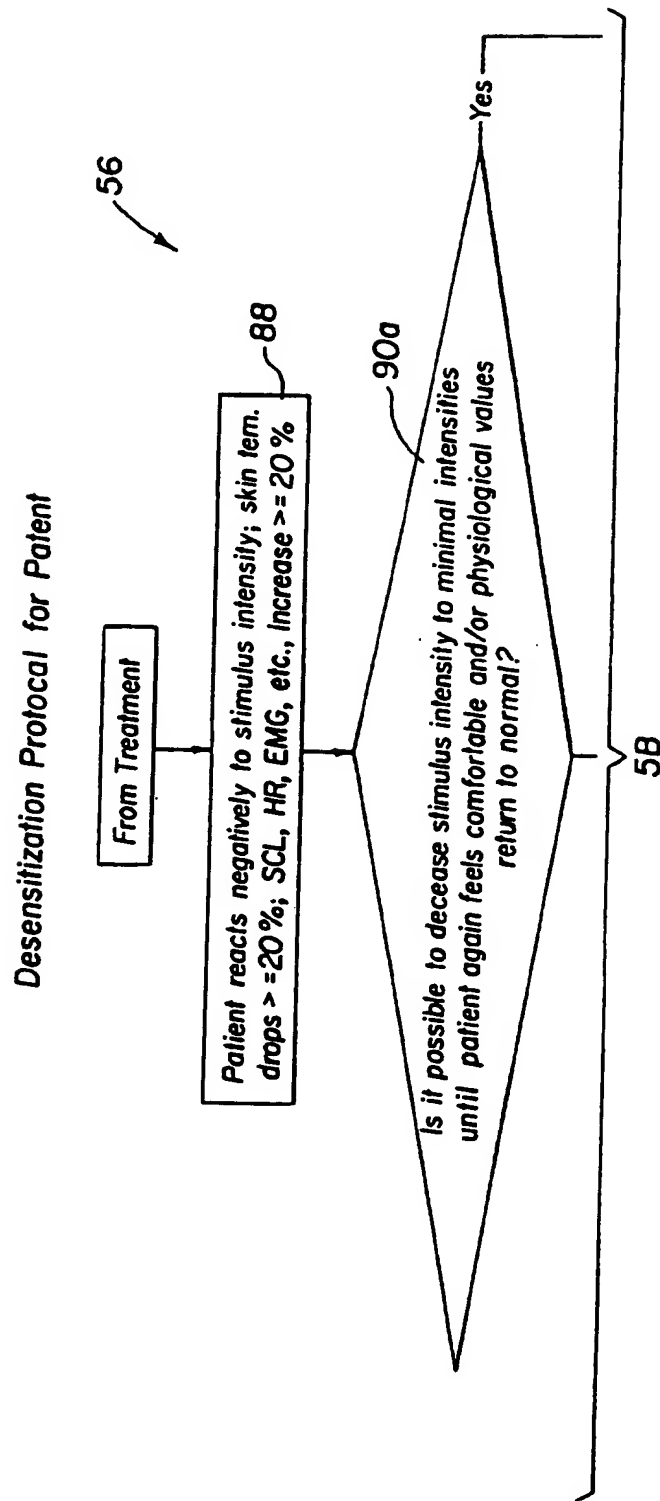 Desensitization Protocal for Patent
56
From Treatment
88
Patient reacts negatively to stimulus intensity; skin tem.
drops > =20%; SCL, HR, EMG, etc., Increase >= 20%
90a
Is it possible to decease stimulus intensity to minimal intensities
until patient again feels comfortable and/or physiological values
return to normal?
Yes
5B